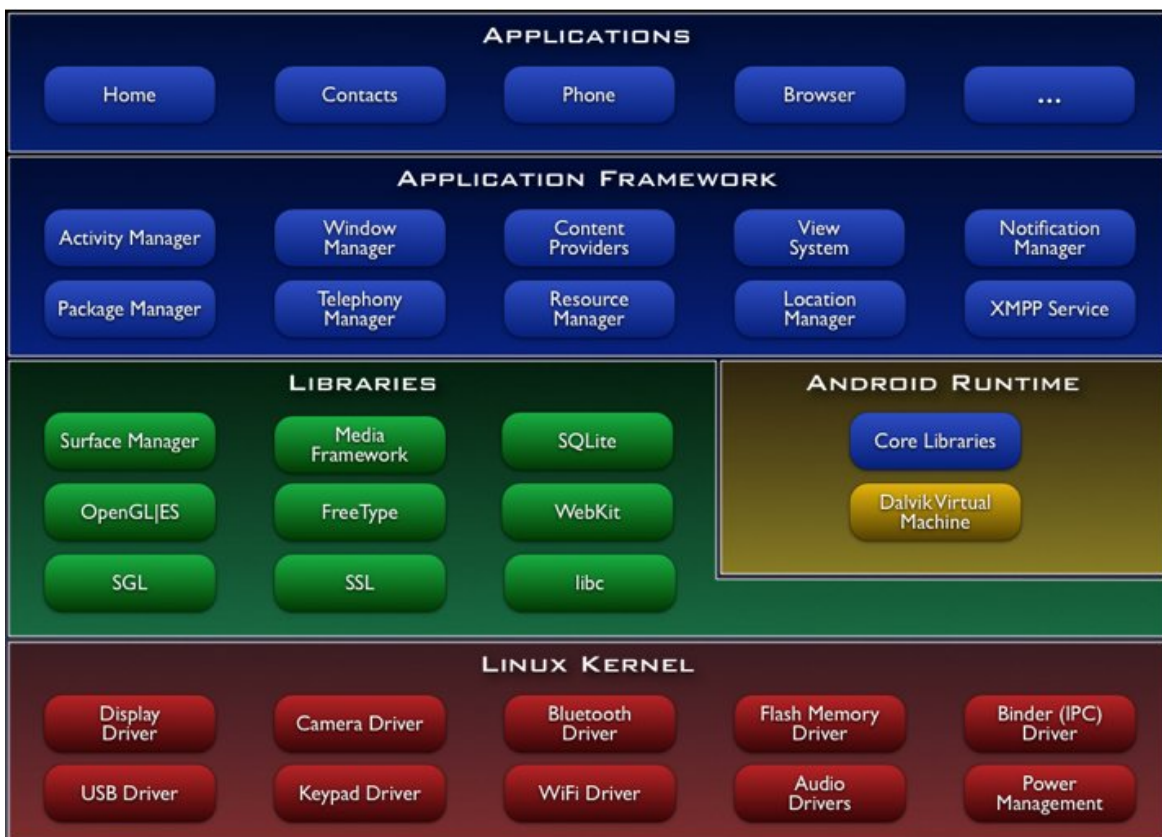 APPLICATIONS
Home
Contacts
Phone
Browser
...
APPLICATION FRAMEWORK
Activity Manager
Window
Manager
Content
Providers
View
System
Notification
Manager
Package Manager
Telephony
Manager
Resource
Manager
Location
Manager
XMPP Service
LIBRARIES
Surface Manager
Media
Framework
SQLite
OpenGL|ES
FreeType
WebKit
SGL
SSL
libc
ANDROID RUNTIME
Core Libraries
Dalvik Virtual
Machine
LINUX KERNEL
Display
Driver
Camera Driver
Bluetooth
Driver
Flash Memory
Driver
Binder (IPC)
Driver
USB Driver
Keypad Driver
WiFi Driver
Audio
Drivers
Power
Management